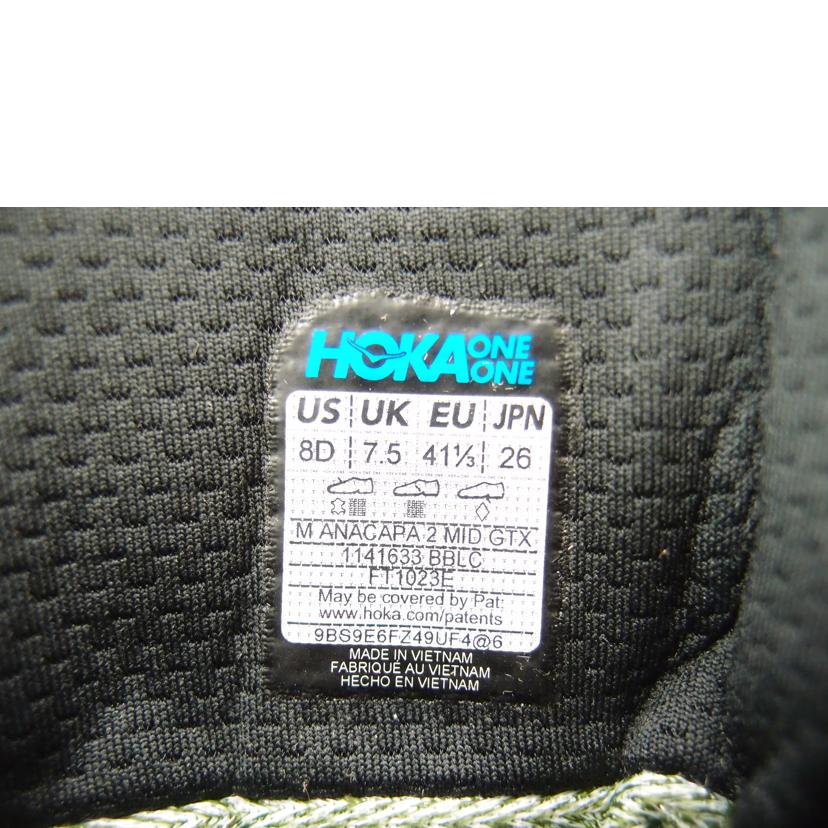 HOKA ONE ONE
US UK EU JPN
8D 7.5 41⅓ 26
M ANACAPA 2 MID GTX
1141633 BBLC
FT1023E
May be covered by Pat:
www.hoka.com/patents
9BS9E6FZ49UF4@6
MADE IN VIETNAM
FABRIQUÉ AU VIETNAM
HECHO EN VIETNAM